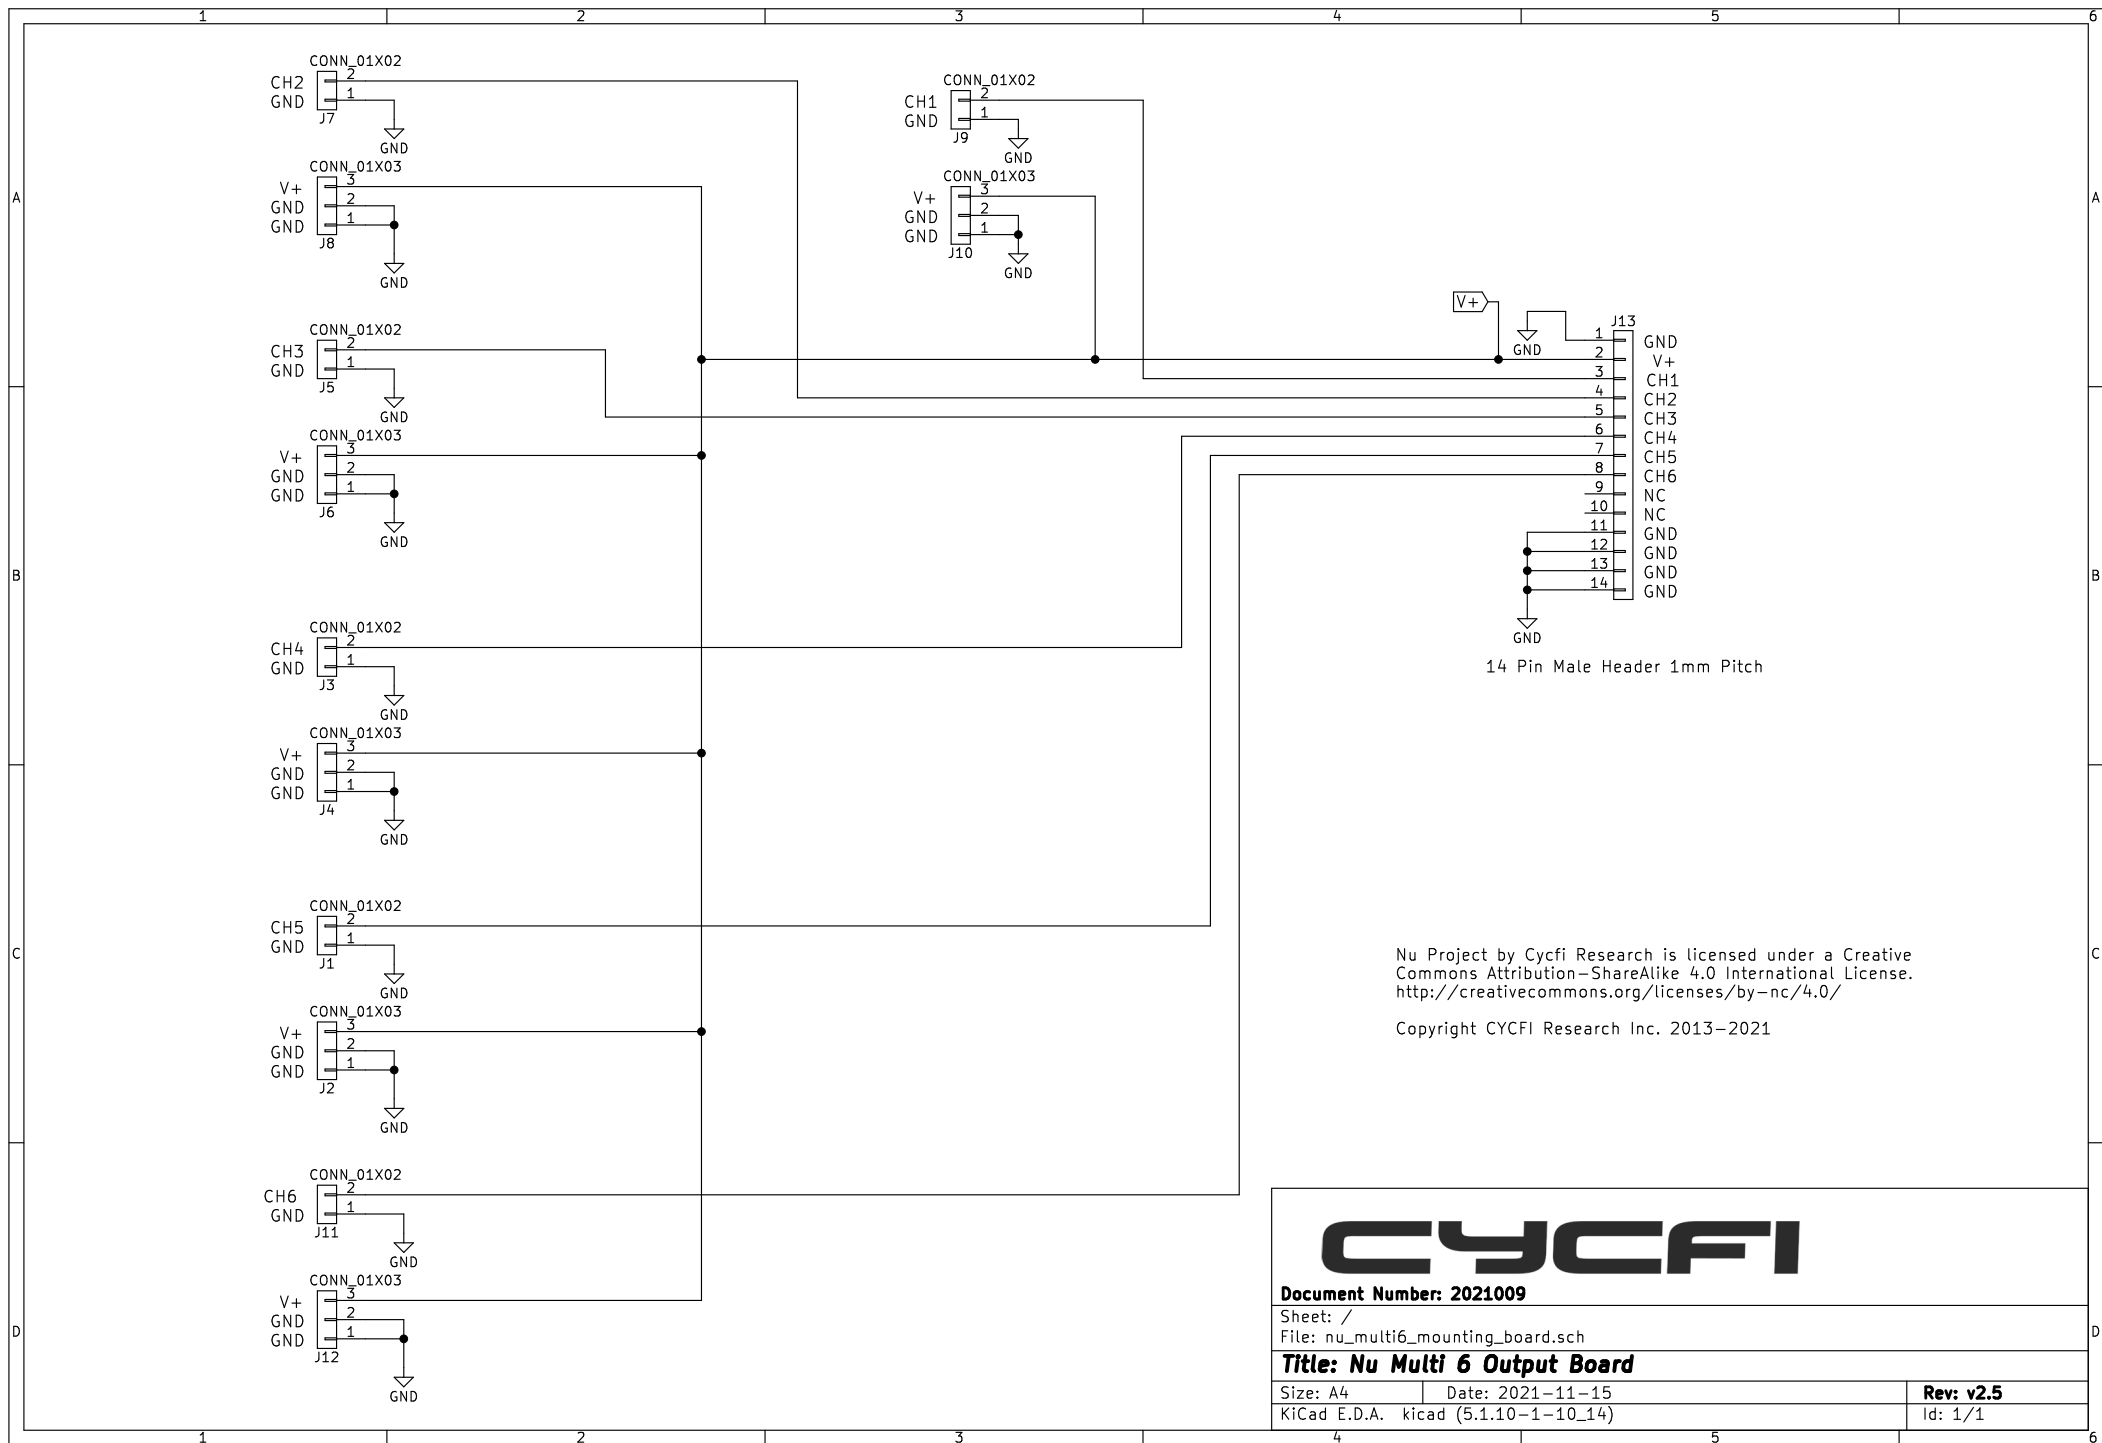 1 2 3 4 5 6
CONN_01X02
CH2 2
GND 1
J7
GND
CONN_01X03
V+ 3
GND 2
GND 1
J8
GND
CONN_01X02
CH1 2
GND 1
J9
GND
CONN_01X03
V+ 3
GND 2
GND 1
J10
GND
A A
CONN_01X02
CH3 2
GND 1
J5
GND
CONN_01X03
V+ 3
GND 2
GND 1
J6
GND
V+
GND
J13
1 GND
2 V+
3 CH1
4 CH2
5 CH3
6 CH4
7 CH5
8 CH6
9 NC
10 NC
11 GND
12 GND
13 GND
14 GND
GND
14 Pin Male Header 1mm Pitch
B B
CONN_01X02
CH4 2
GND 1
J3
GND
CONN_01X03
V+ 3
GND 2
GND 1
J4
GND
CONN_01X02
CH5 2
GND 1
J1
GND
CONN_01X03
V+ 3
GND 2
GND 1
J2
GND
C C
Nu Project by Cycfi Research is licensed under a Creative
Commons Attribution-ShareAlike 4.0 International License.
http://creativecommons.org/licenses/by-nc/4.0/
Copyright CYCFI Research Inc. 2013-2021
CONN_01X02
CH6 2
GND 1
J11
GND
CONN_01X03
V+ 3
GND 2
GND 1
J12
GND
D D
CYCFI
Document Number: 2021009
Sheet: /
File: nu_multi6_mounting_board.sch
Title: Nu Multi 6 Output Board
Size: A4 Date: 2021-11-15 Rev: v2.5
KiCad E.D.A. kicad (5.1.10-1-10_14) Id: 1/1
1 2 3 4 5 6